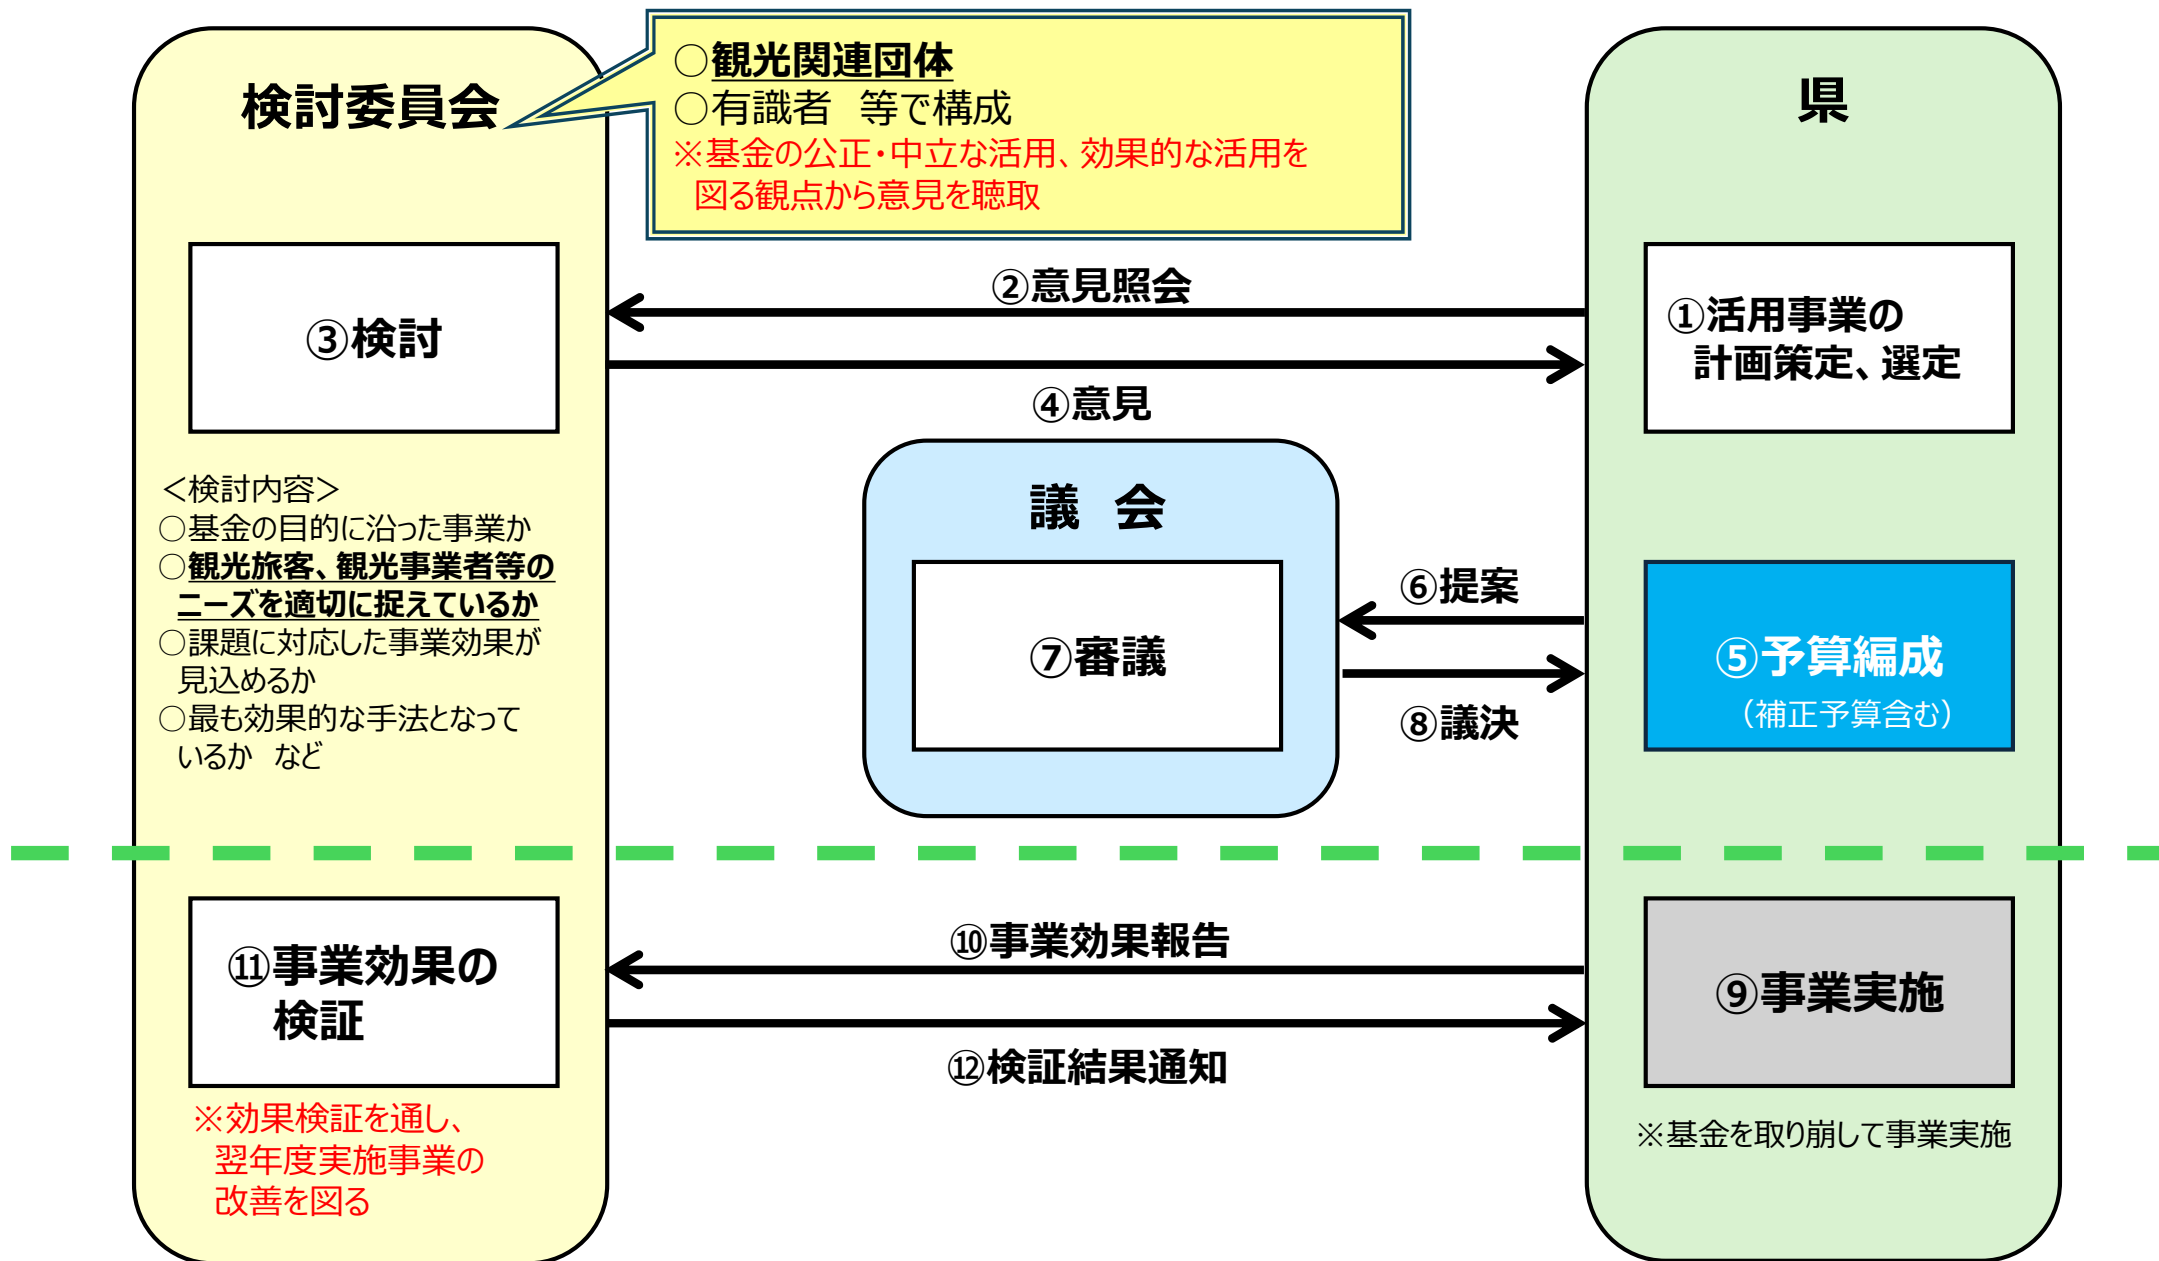 検討委員会
○観光関連団体
○有識者　等で構成
※基金の公正・中立な活用、効果的な活用を
図る観点から意見を聴取
県
②意見照会
③検討
①活用事業の
計画策定、選定
④意見
＜検討内容＞
○基金の目的に沿った事業か
○観光旅客、観光事業者等の
ニーズを適切に捉えているか
○課題に対応した事業効果が
見込めるか
○最も効果的な手法となって
いるか　など
議　会
⑦審議
⑥提案
⑧議決
⑤予算編成
（補正予算含む）
⑩事業効果報告
⑪事業効果の
検証
⑨事業実施
⑫検証結果通知
※効果検証を通し、
翌年度実施事業の
改善を図る
※基金を取り崩して事業実施